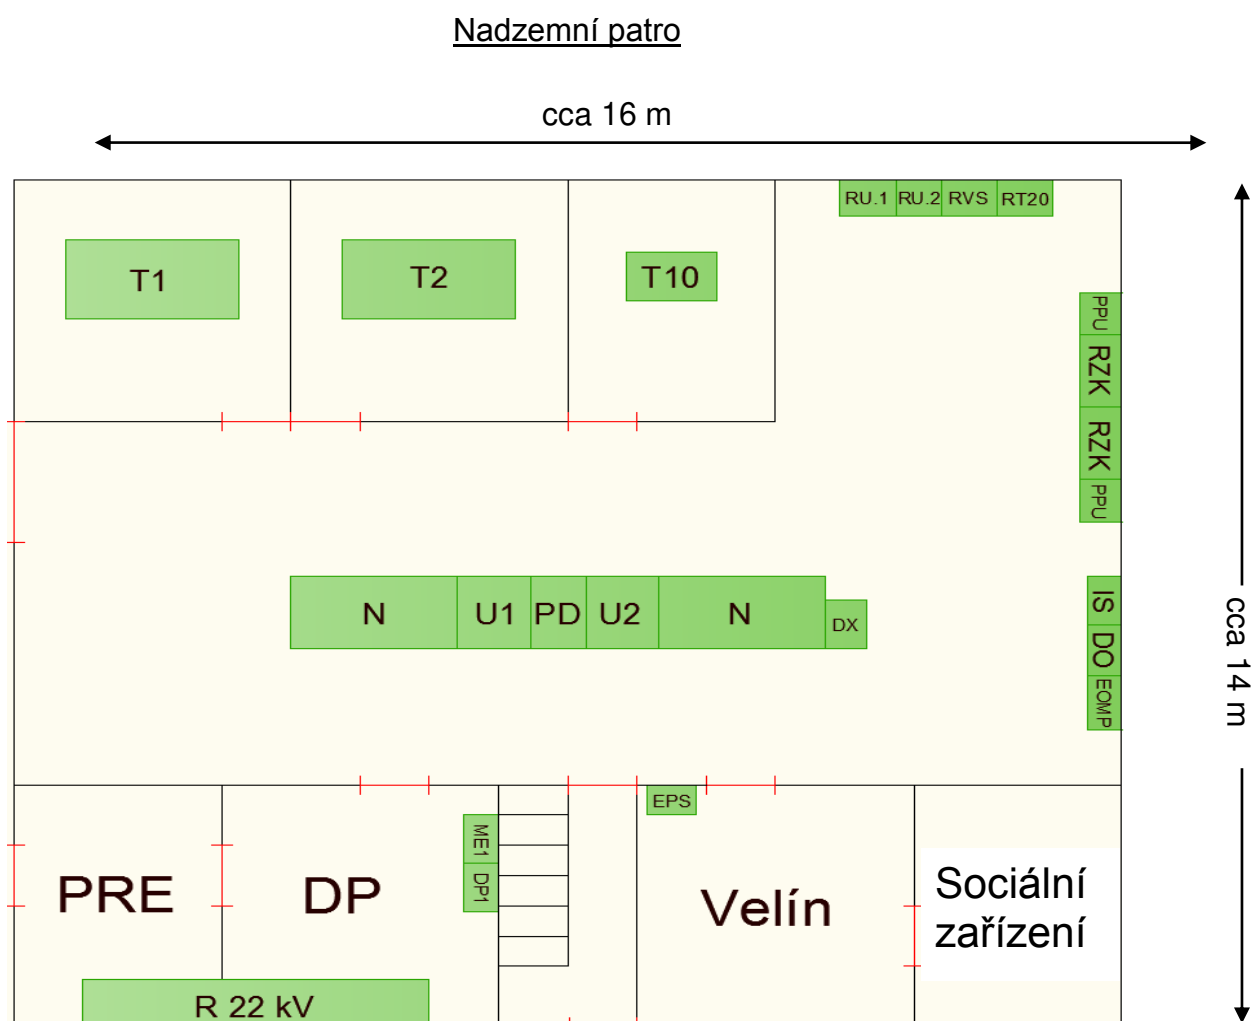 Nadzemní patro
cca 16 m
RU.1 RU.2 RVS RT20
T1 T2 T10
PPU
RZK
RZK
PPU
N U1 PD U2 N DX
IS
DO
EOMP
cca 14 m
EPS
ME1
DP1
PRE DP Velín
Sociální
zařízení
R 22 kV